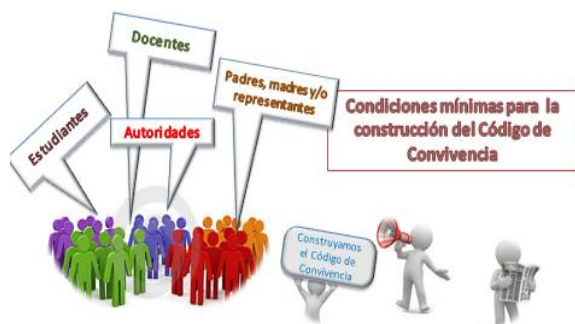 Docentes
Padres, madres y/o
representantes
Estudiantes
Autoridades
Condiciones mínimas para la
construcción del Código de
Convivencia
Construyamos
el Código de
Convivencia